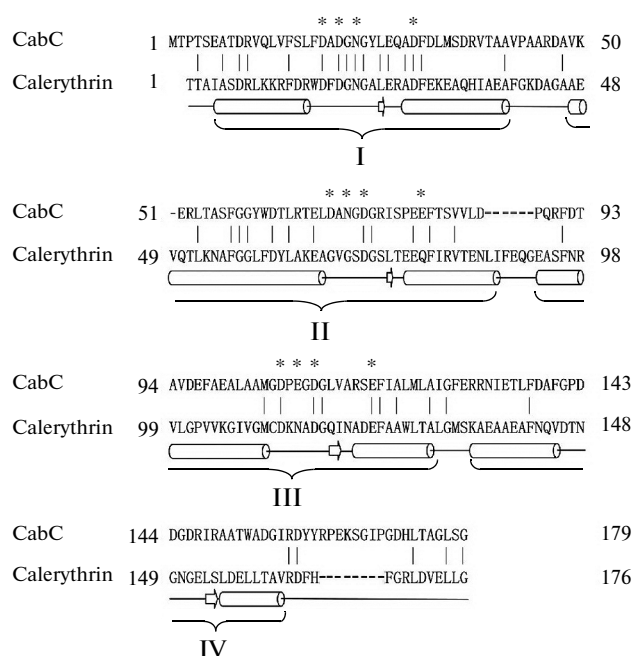 * * * *
CabC 1 MTPTSEATDRVQLVFSLFDADGNGYLEQADFDLMSDRVTAAVPAARDAVK 50
Calerythrin 1 TTAIASDRLKKRFDRWDFDGNGALERADFEKEAQHIAEAFGKDAGAAE 48
I
* * * *
CabC 51 -ERLTASFGGYWDTLRTELDANGDGRISPEEFTSVVLD------PQRFDT 93
Calerythrin 49 VQTLKNAFGGLFDYLAKEAGVGSDGSLTEEQFIRVTENLIFEQGEASFNR 98
II
* * * *
CabC 94 AVDEFAEALAAMGDPEGDGLVARSEFIALMLAIGFERRNIETLFDAFGPD 143
Calerythrin 99 VLGPVVKGIVGMCDKNADGQINADEFAAWLTALGMSKAEAAEAFNQVDTN 148
III
CabC 144 DGDRIRAATWADGIRDYYRPEKSGIPGDHLTAGLSG 179
Calerythrin 149 GNGELSLDELLTAVRDFH--------FGRLDVELLG 176
IV